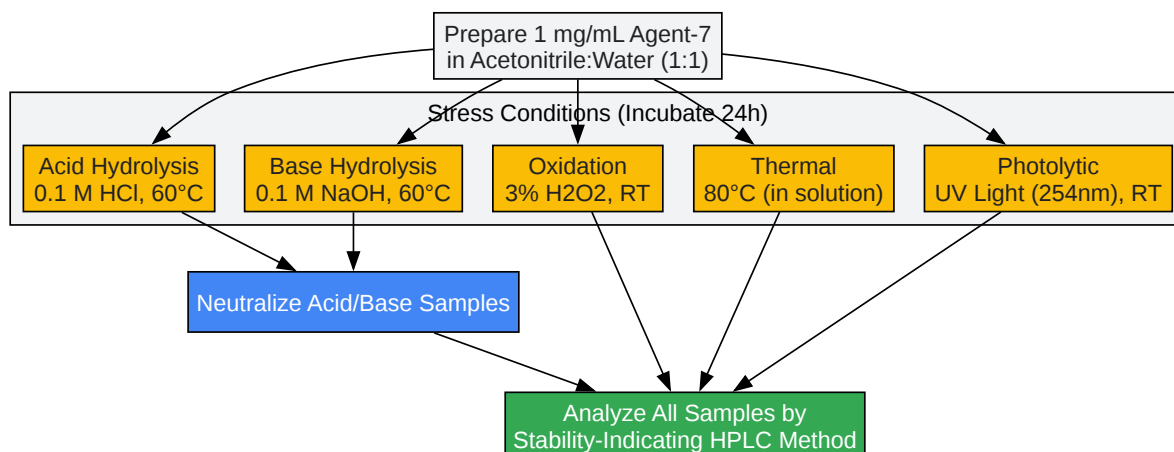 Prepare 1 mg/mL Agent-7
in Acetonitrile:Water (1:1)
Stress Conditions (Incubate 24h)
Acid Hydrolysis
0.1 M HCl, 60°C
Base Hydrolysis
0.1 M NaOH, 60°C
Oxidation
3% H2O2, RT
Thermal
80°C (in solution)
Photolytic
UV Light (254nm), RT
Neutralize Acid/Base Samples
Analyze All Samples by
Stability-Indicating HPLC Method